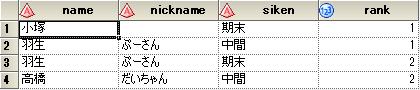 name nickname siken rank
1 小塚 期末 1
2 羽生 ぷーさん 中間 1
3 羽生 ぷーさん 期末 2
4 高橋 だいちゃん 中間 2